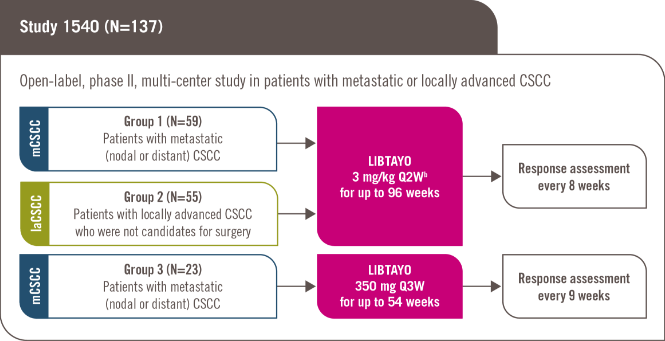 Study 1540 (N=137)
Open-label, phase II, multi-center study in patients with metastatic or locally advanced CSCC
mCSCC
Group 1 (N=59)
Patients with metastatic
(nodal or distant) CSCC
laCSCC
Group 2 (N=55)
Patients with locally advanced CSCC
who were not candidates for surgery
LIBTAYO
3 mg/kg Q2Wᵇ
for up to 96 weeks
Response assessment
every 8 weeks
mCSCC
Group 3 (N=23)
Patients with metastatic
(nodal or distant) CSCC
LIBTAYO
350 mg Q3W
for up to 54 weeks
Response assessment
every 9 weeks